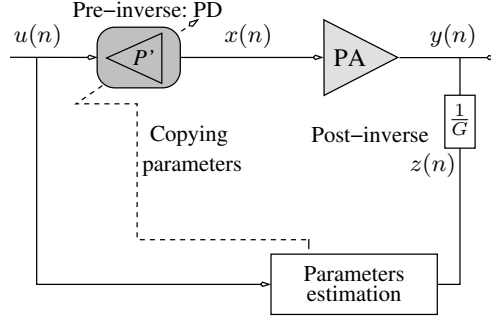 Pre-inverse: PD
u(n)
P'
x(n)
PA
y(n)
1/G
Post-inverse
z(n)
Copying
parameters
Parameters
estimation